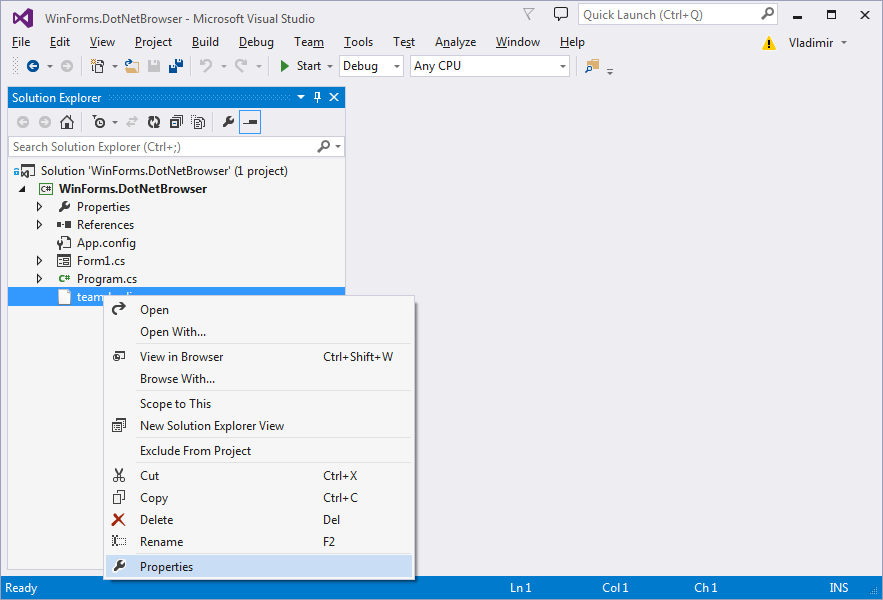 WinForms.DotNetBrowser - Microsoft Visual Studio
Quick Launch (Ctrl+Q)
File Edit View Project Build Debug Team Tools Test Analyze Window Help Vladimir
Start Debug Any CPU
Solution Explorer
Search Solution Explorer (Ctrl+;)
Solution 'WinForms.DotNetBrowser' (1 project)
C# WinForms.DotNetBrowser
Properties
References
App.config
Form1.cs
C# Program.cs
Open
Open With...
View in Browser Ctrl+Shift+W
Browse With...
Scope to This
New Solution Explorer View
Exclude From Project
Cut Ctrl+X
Copy Ctrl+C
Delete Del
Rename F2
Properties
Ready Ln 1 Col 1 Ch 1 INS